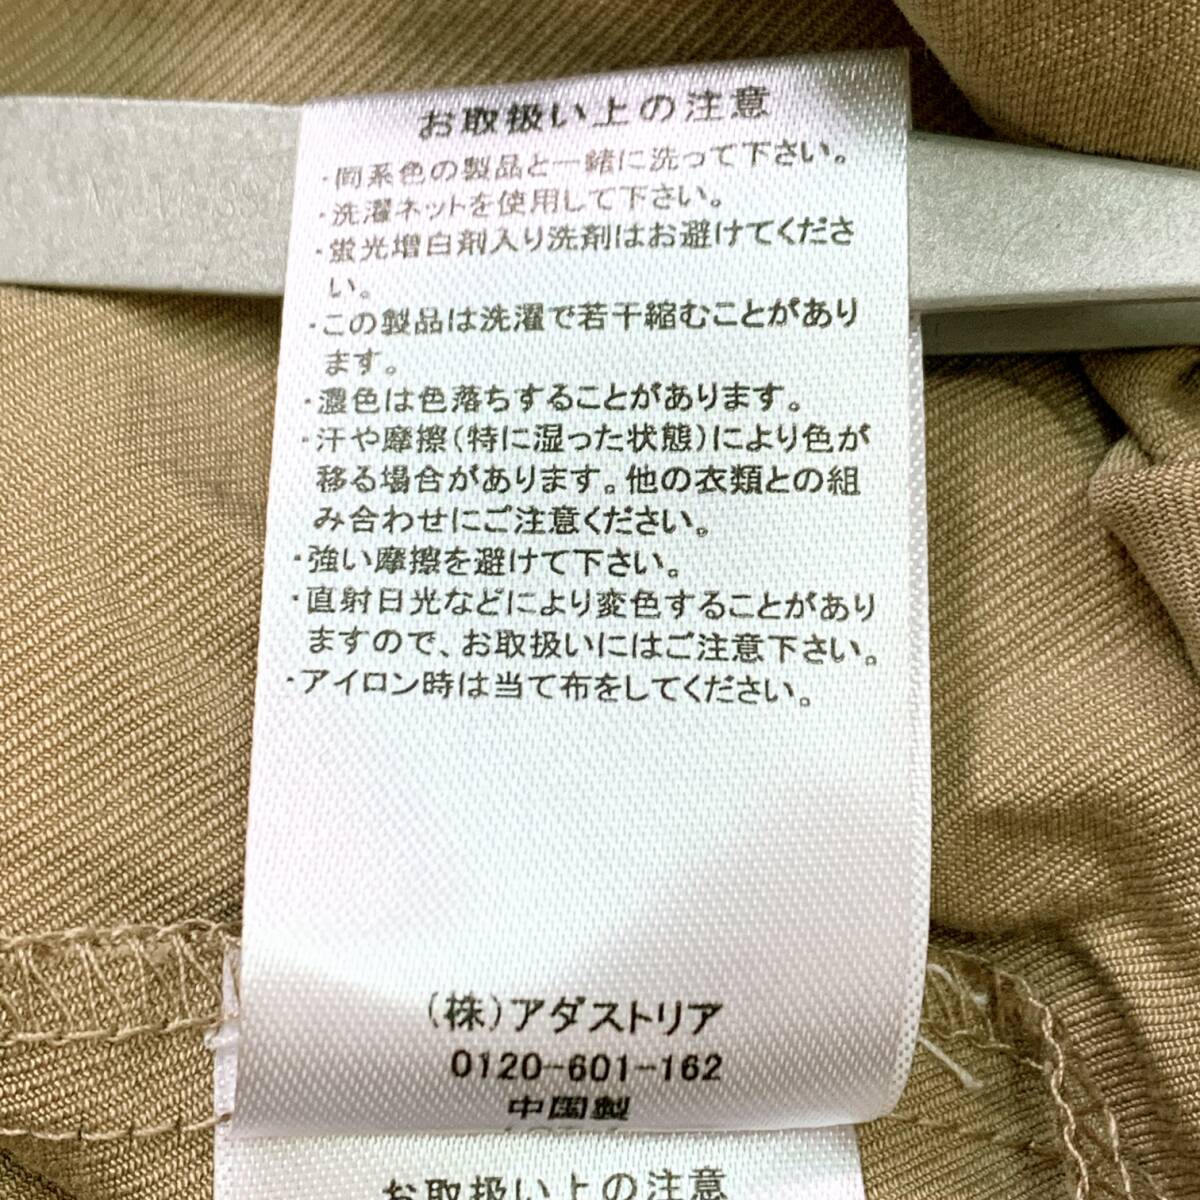 お取扱い上の注意
・同系色の製品と一緒に洗って下さい。
・洗濯ネットを使用して下さい。
・蛍光増白剤入り洗剤はお避けてくださ
い。
・この製品は洗濯で若干縮むことがあり
ます。
・濃色は色落ちすることがあります。
・汗や摩擦(特に湿った状態)により色が
移る場合があります。他の衣類との組
み合わせにご注意ください。
・強い摩擦を避けて下さい。
・直射日光などにより変色することがあり
ますので、お取扱いにはご注意下さい。
・アイロン時は当て布をしてください。
(株)アダストリア
0120-601-162
中国製
お取扱い上の注意